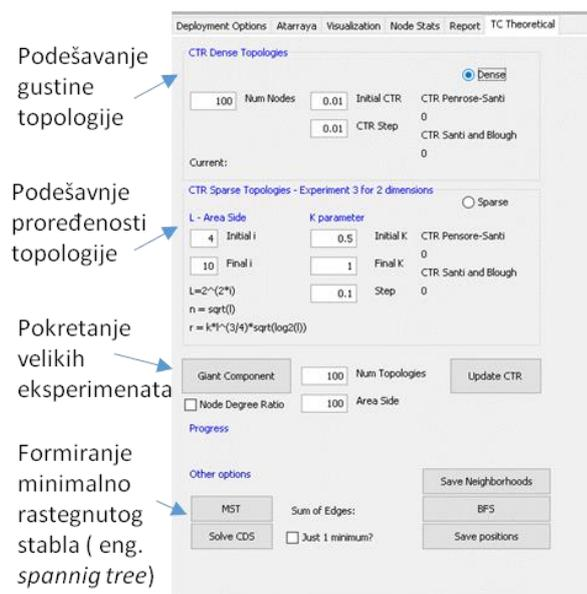 Deployment Options Atarraya Visualization Node Stats Report TC Theoretical
Podešavanje
gustine
topologije
CTR Dense Topologies
Dense
100 Num Nodes 0.01 Initial CTR CTR Penrose-Santi
0
0.01 CTR Step CTR Santi and Blough
0
Current:
Podešavnje
proređenosti
topologije
CTR Sparse Topologies - Experiment 3 for 2 dimensions
Sparse
L - Area Side K parameter
4 Initial i 0.5 Initial K CTR Pensore-Santi
0
10 Final i 1 Final K CTR Santi and Blough
L=2^(2*i) 0.1 Step 0
n = sqrt(l)
r = k*l^(3/4)*sqrt(log2(l))
Pokretanje
velikih
eksperimenata
Giant Component 100 Num Topologies Update CTR
Node Degree Ratio 100 Area Side
Progress
Formiranje
minimalno
rastegnutog
stabla ( eng.
spannig tree)
Other options
Save Neighborhoods
MST Sum of Edges: BFS
Solve CDS Just 1 minimum? Save positions